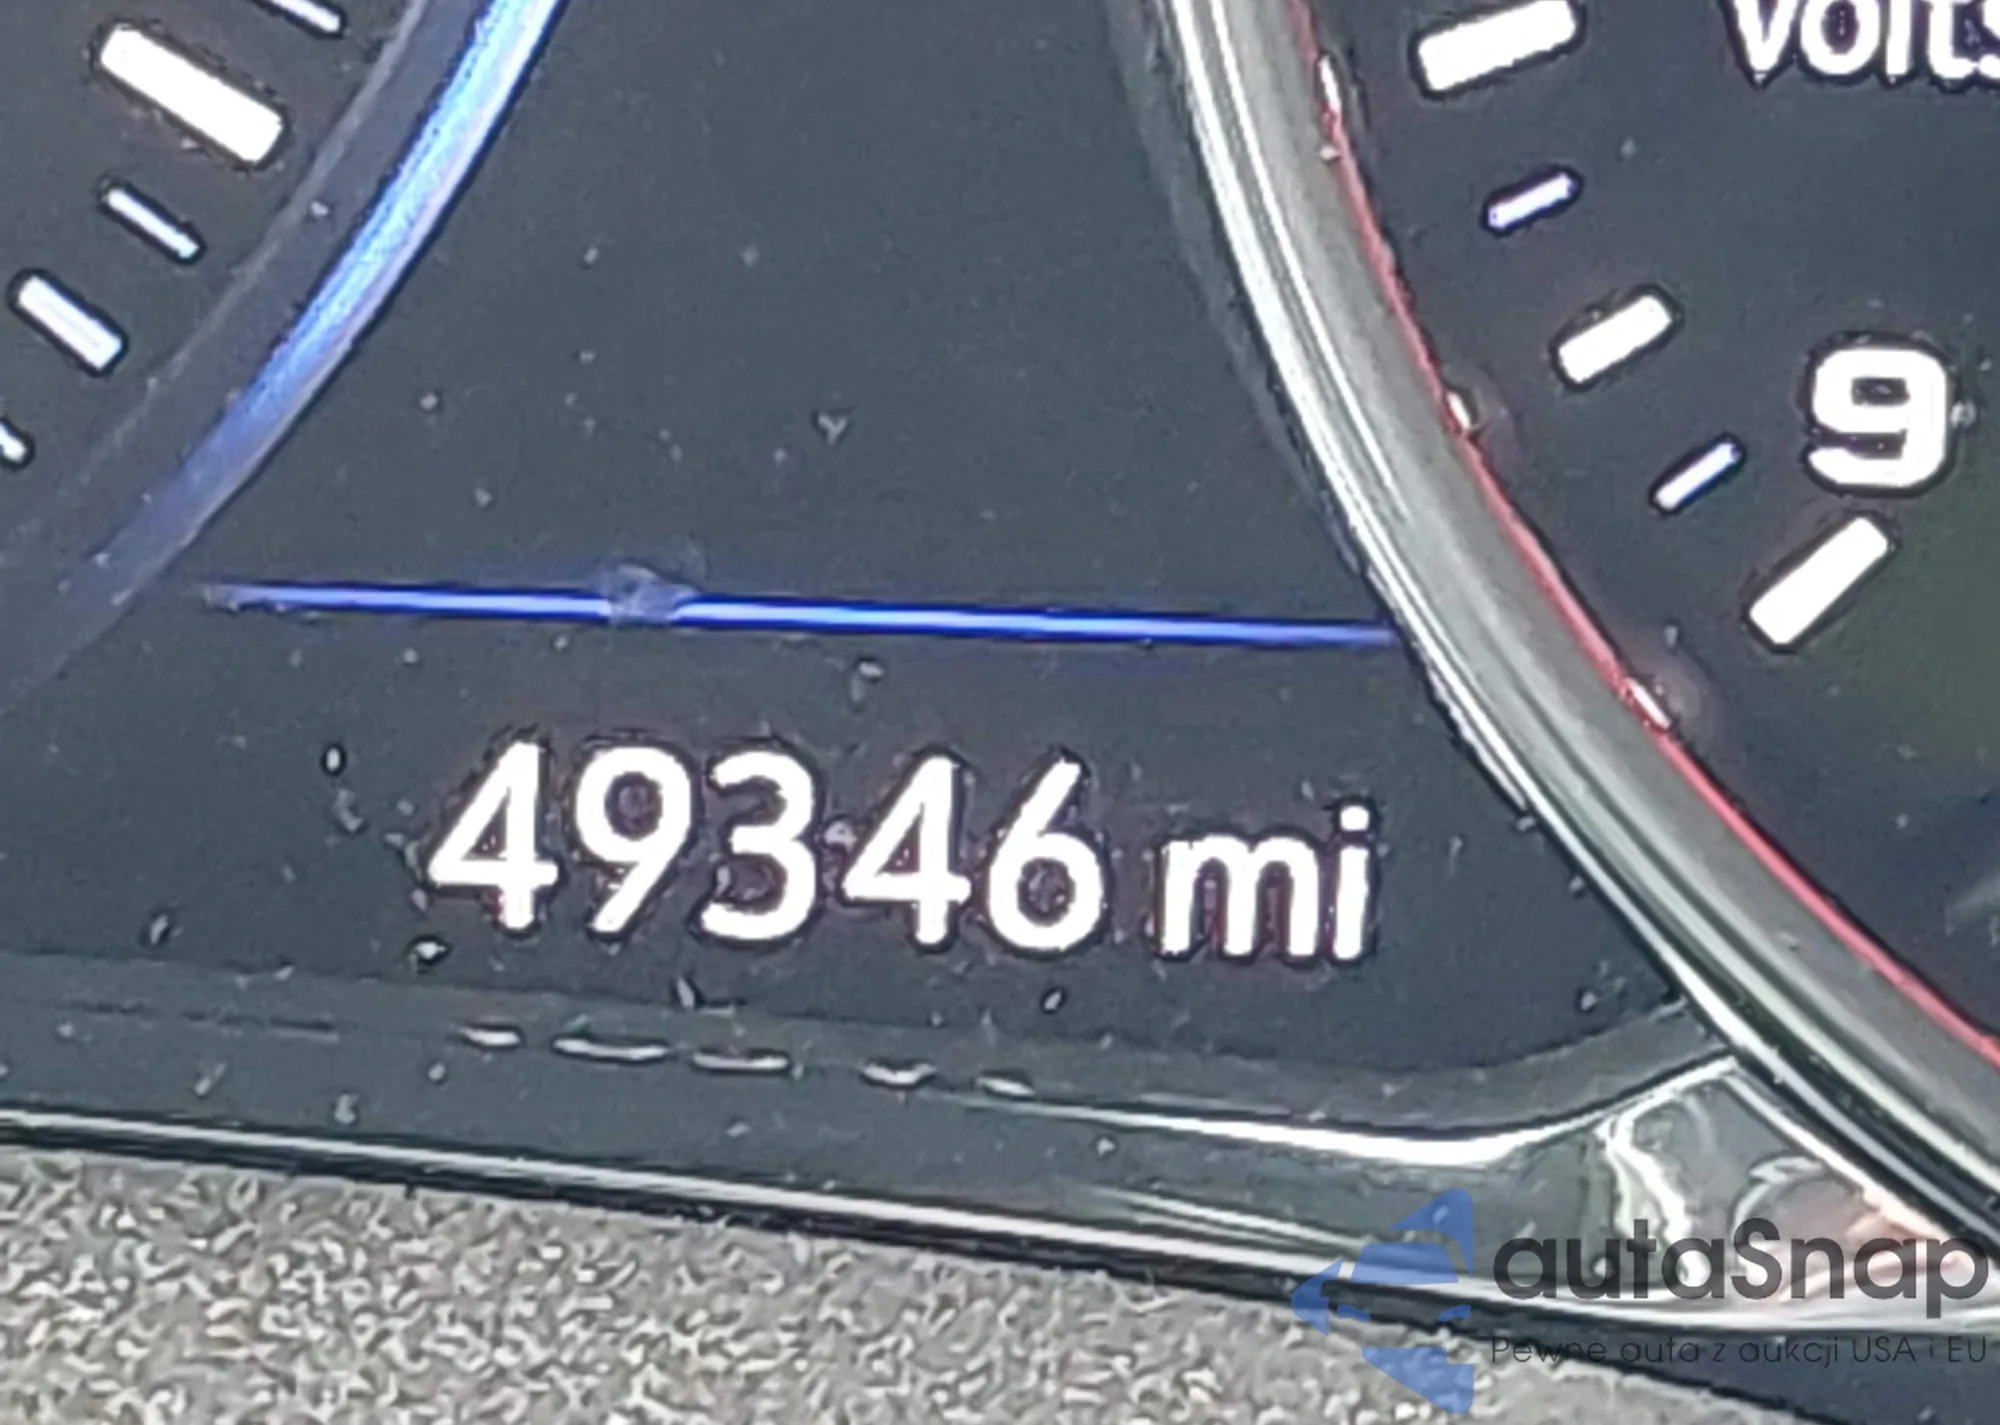 volts
9
49346 mi
autaSnap
Pewne auta z aukcji USA i EU